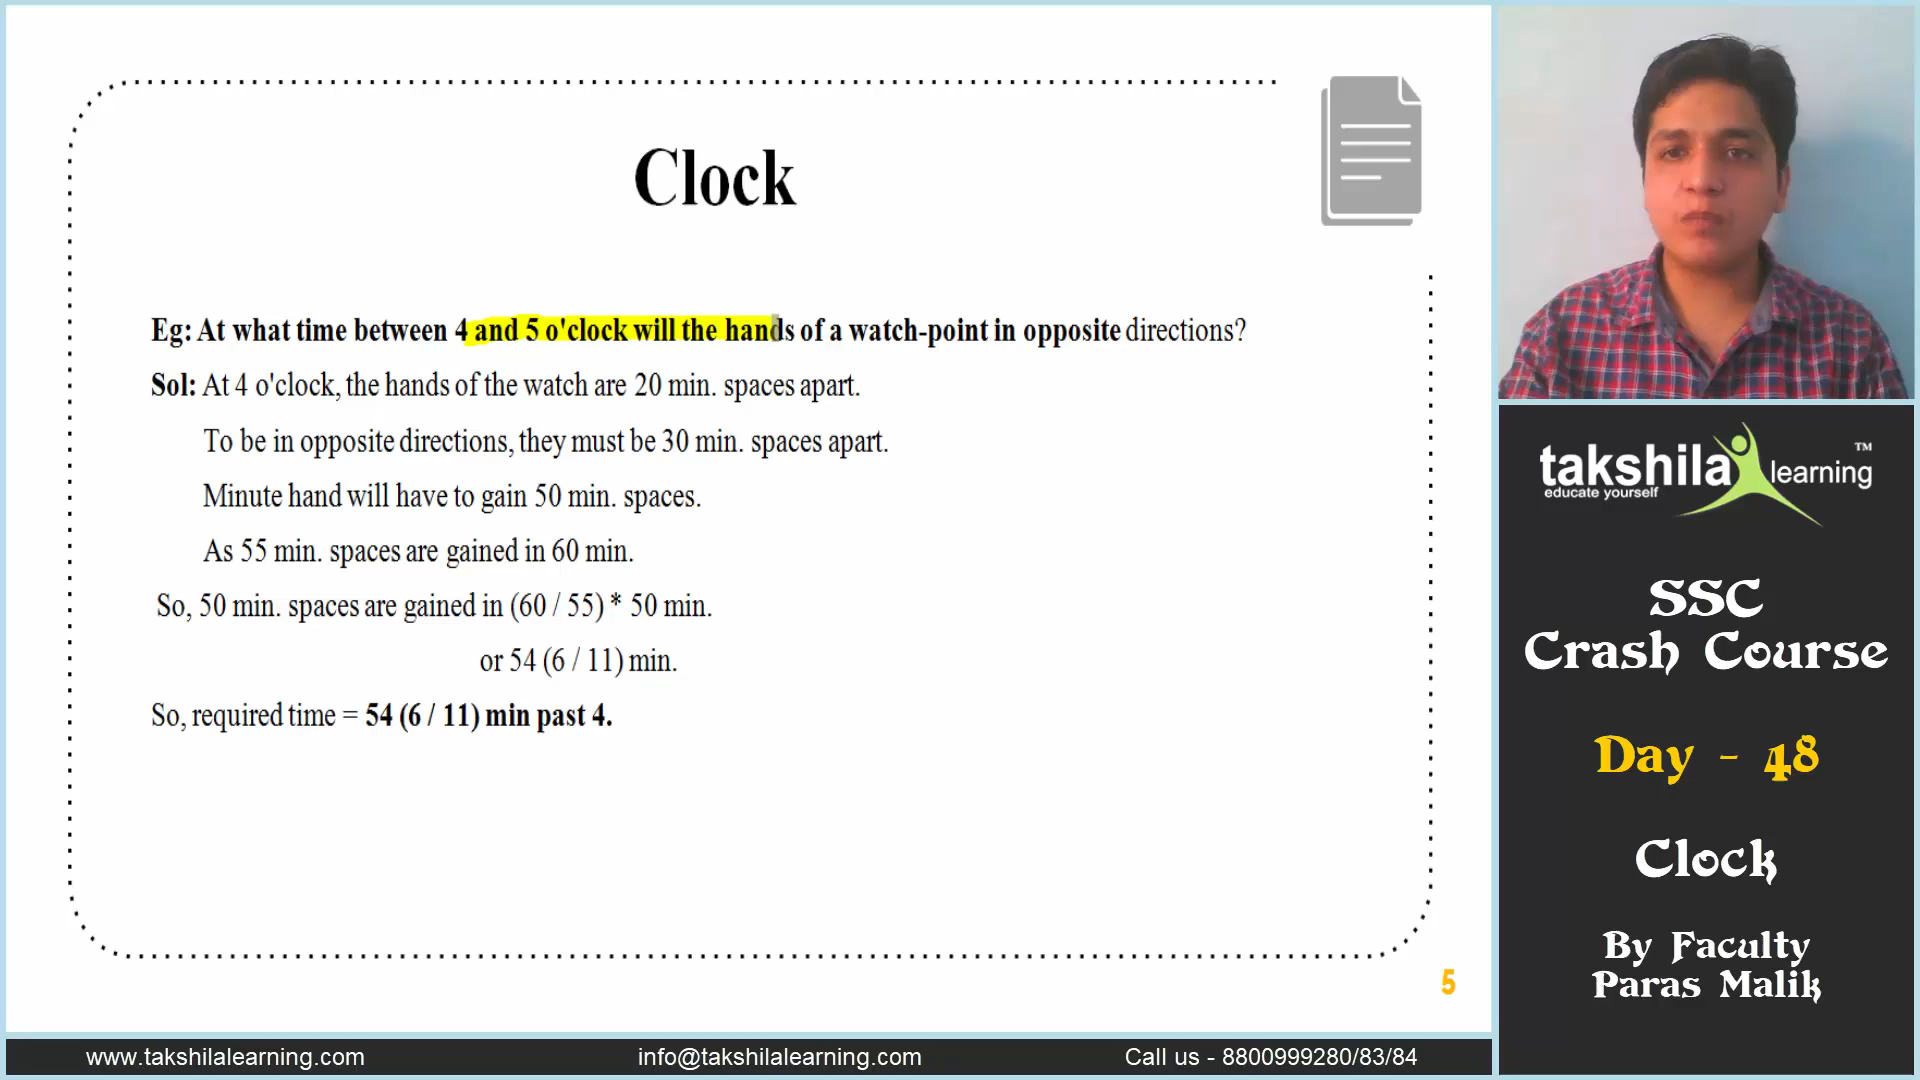 Clock
Eg: At what time between 4 and 5 o'clock will the hands of a watch-point in opposite directions?
Sol: At 4 o'clock, the hands of the watch are 20 min. spaces apart.
To be in opposite directions, they must be 30 min. spaces apart.
Minute hand will have to gain 50 min. spaces.
As 55 min. spaces are gained in 60 min.
So, 50 min. spaces are gained in (60 / 55) * 50 min.
or 54 (6 / 11) min.
So, required time = 54 (6 / 11) min past 4.
5
takshila learning TM
educate yourself
SSC
Crash Course
Day - 48
Clock
By Faculty
Paras Malik
www.takshilalearning.com
info@takshilalearning.com
Call us - 8800999280/83/84